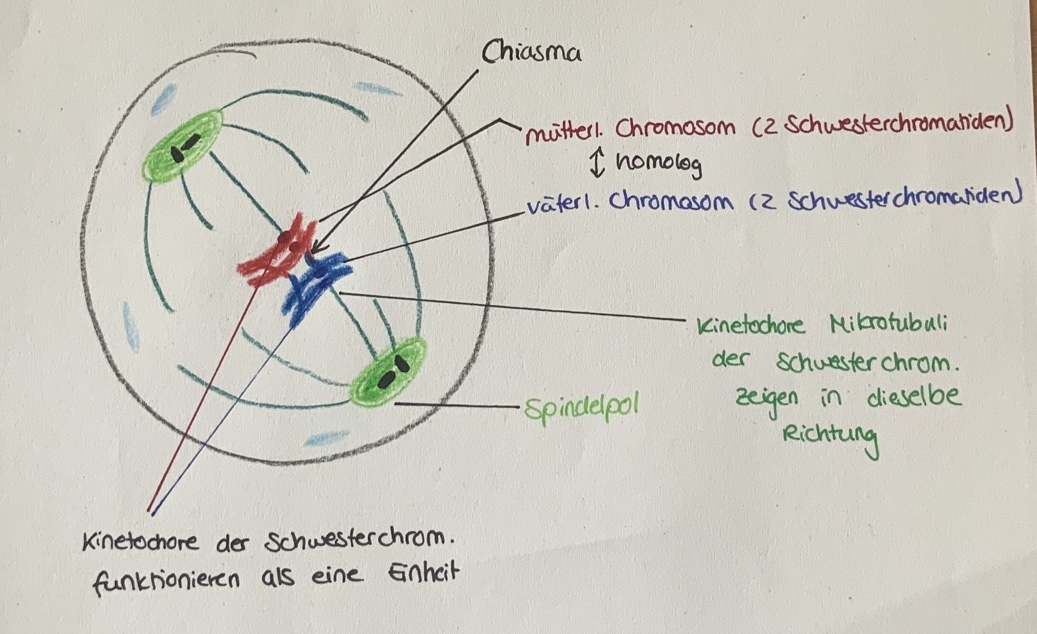 Chiasma
mütterl. Chromosom (2 Schwesterchromatiden)
↕ homolog
väterl. Chromosom (2 Schwesterchromatiden)
Kinetochore Mikrotubuli
der Schwesterchrom.
zeigen in dieselbe
Richtung
Spindelpol
Kinetochore der Schwesterchrom.
funktionieren als eine Einheit